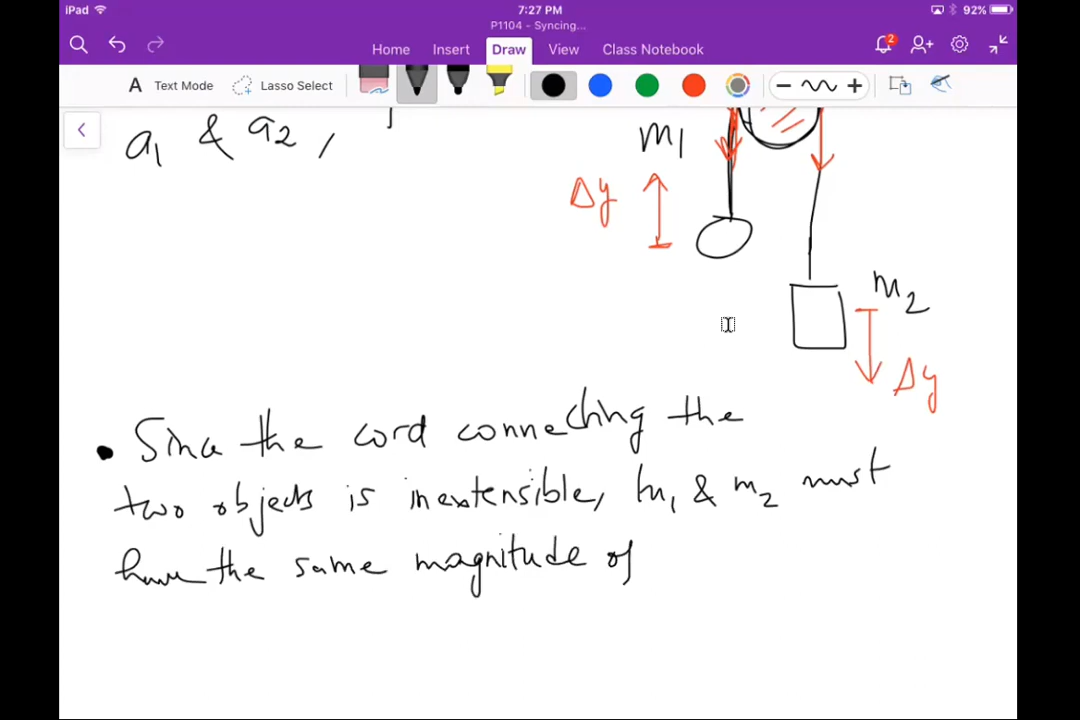 iPad 7:27 PM 92%
P1104 - Syncing...
Home Insert Draw View Class Notebook 2
A Text Mode Lasso Select
a₁ & a₂ ,
m₁
Δy
m₂
Δy
• Since the cord connecting the
two objects is inextensible, m₁ & m₂ must
have the same magnitude of